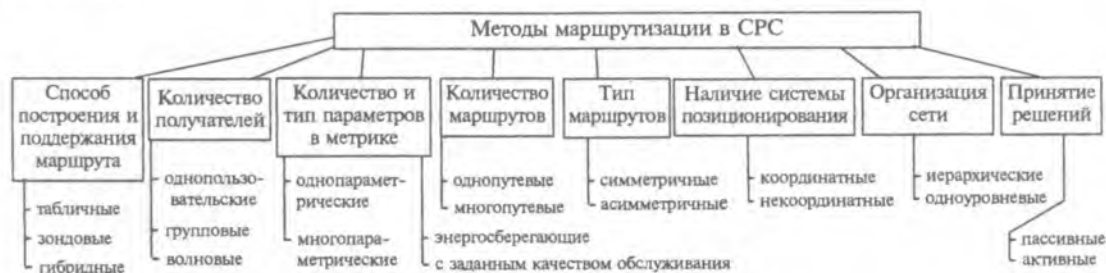 Методы маршрутизации в СРС
Способ
построения и
поддержания
маршрута
табличные
зондовые
гибридные
Количество
получателей
однопользо-
вательские
групповые
волновые
Количество и
тип параметров
в метрике
однопарамет-
рические
многопара-
метрические
энергосберегающие
с заданным качеством обслуживания
Количество
маршрутов
однопутевые
многопутевые
Тип
маршрутов
симметричные
асимметричные
Наличие системы
позиционирования
координатные
некоординатные
Организация
сети
иерархические
одноуровневые
Принятие
решений
пассивные
активные